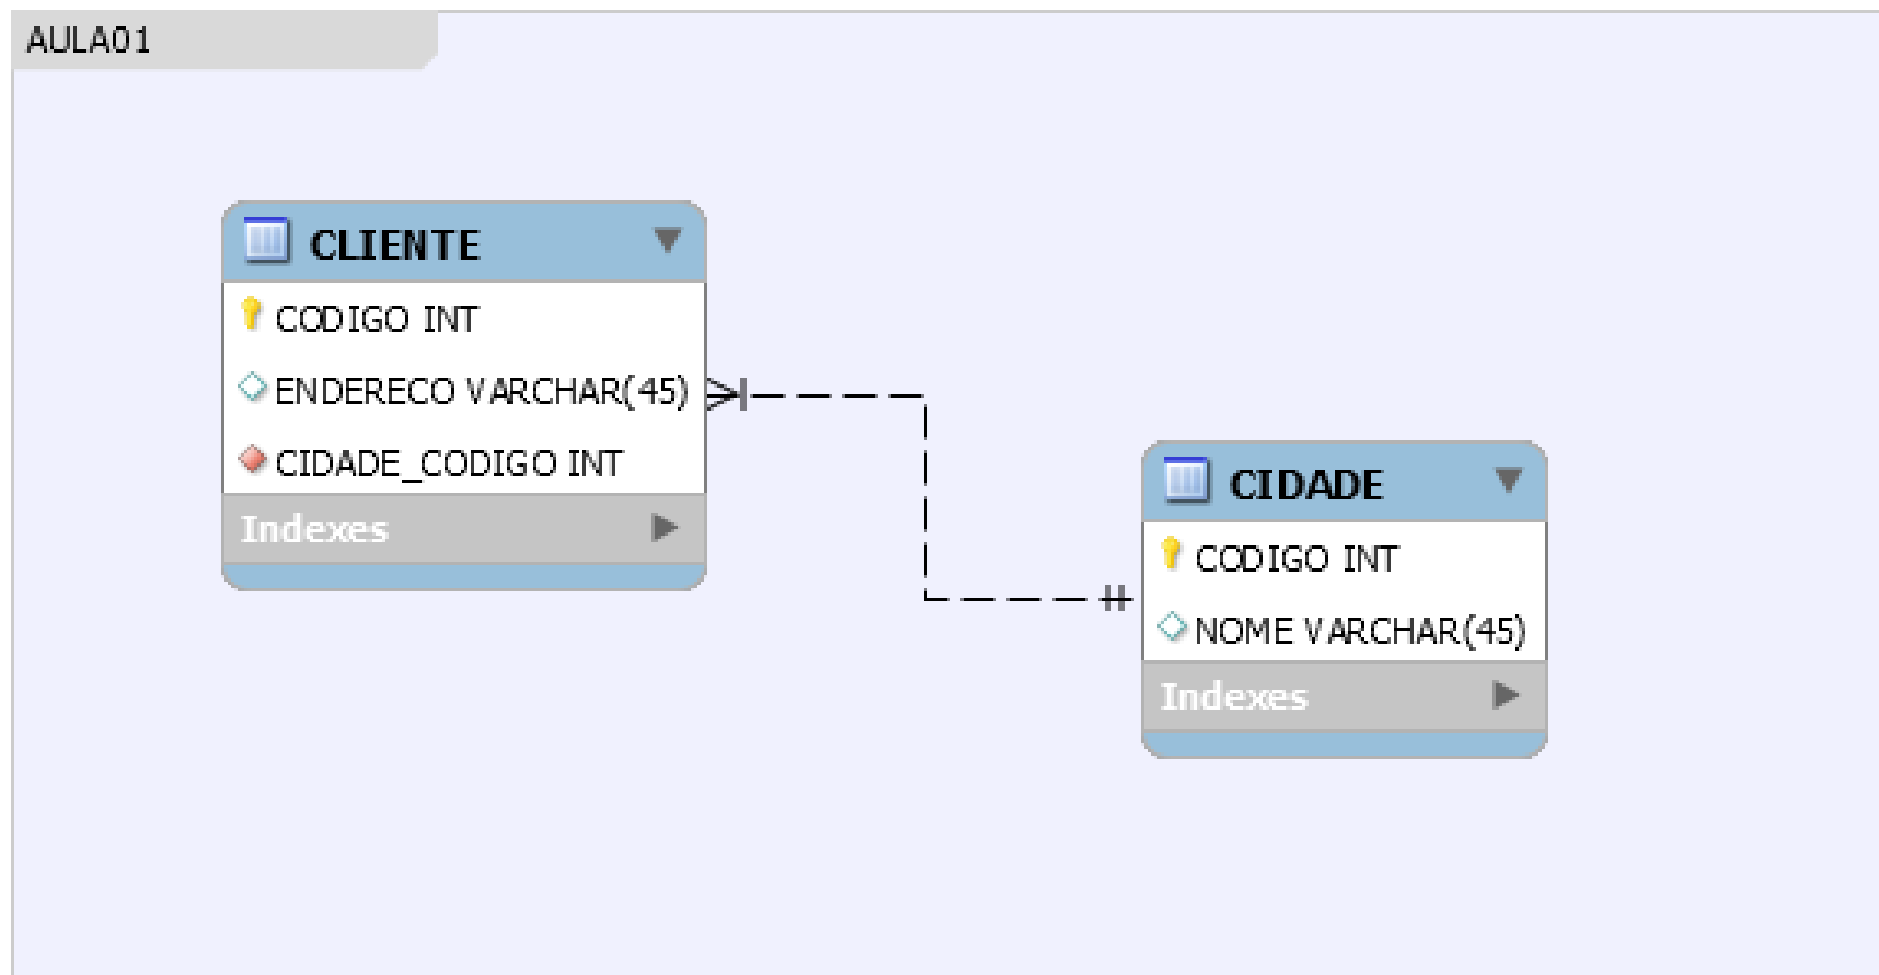 AULA01
CLIENTE
CODIGO INT
ENDERECO VARCHAR(45)
CIDADE_CODIGO INT
Indexes
CIDADE
CODIGO INT
NOME VARCHAR(45)
Indexes